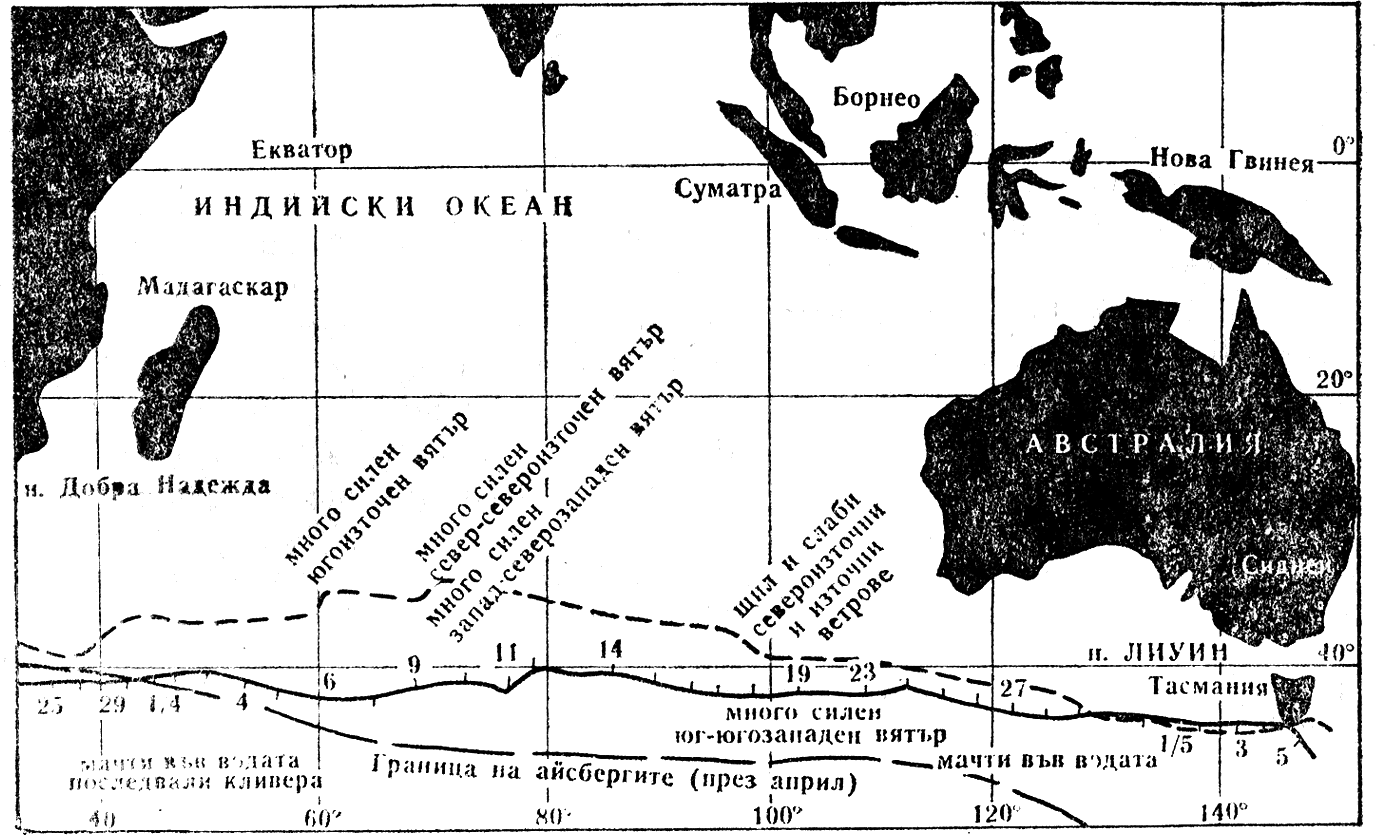 Борнео
Екватор
0°
Нова Гвинея
Суматра
ИНДИЙСКИ ОКЕАН
Мадагаскар
20°
АВСТРАЛИЯ
н. Добра Надежда
много силен
югоизточен вятър
много силен
север-североизточен вятър
много силен
запад-северозападен вятър
щил и слаби
североизточни
и източни
ветрове
Сидней
н. ЛИУИН
40°
Тасмания
25
29
1/4
4
6
9
11
14
19
23
27
1/5
3
5
много силен
юг-югозападен вятър
мачти във водата
последвали кливера
Граница на айсбергите (през април)
мачти във водата
40
60°
80°
100°
120°
140°